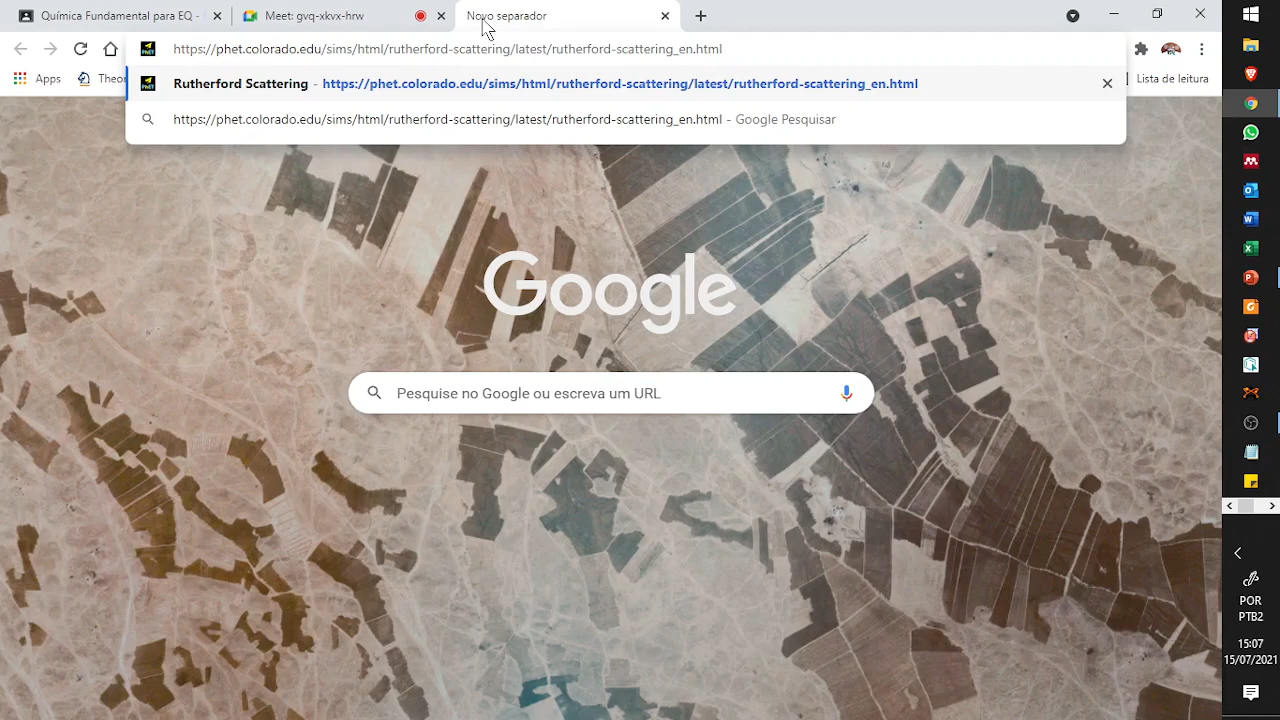 Química Fundamental para EQ -
Meet: gvq-xkvx-hrw
Novo separador
https://phet.colorado.edu/sims/html/rutherford-scattering/latest/rutherford-scattering_en.html
Apps
Theor
Lista de leitura
Rutherford Scattering - https://phet.colorado.edu/sims/html/rutherford-scattering/latest/rutherford-scattering_en.html
https://phet.colorado.edu/sims/html/rutherford-scattering/latest/rutherford-scattering_en.html - Google Pesquisar
Google
Pesquise no Google ou escreva um URL
POR
PTB2
15:07
15/07/2021